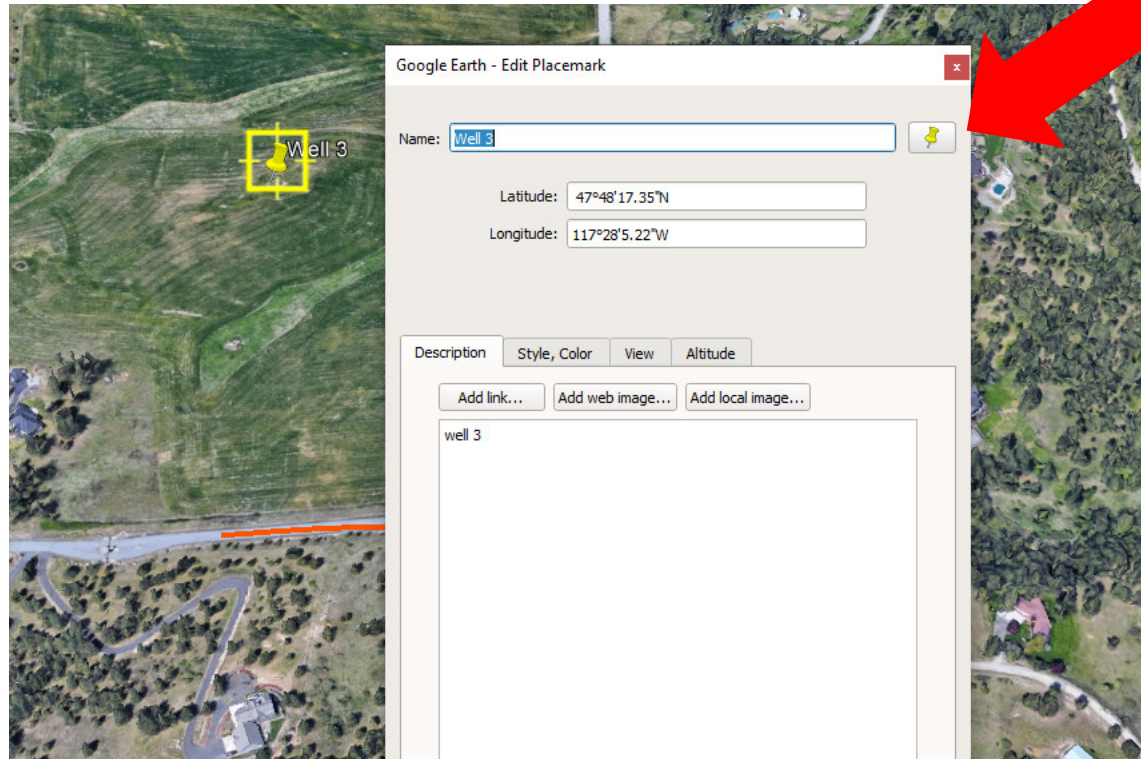 Google Earth - Edit Placemark
x
Name: Well 3
Well 3
Latitude: 47°48'17.35"N
Longitude: 117°28'5.22"W
Description Style, Color View Altitude
Add link... Add web image... Add local image...
well 3